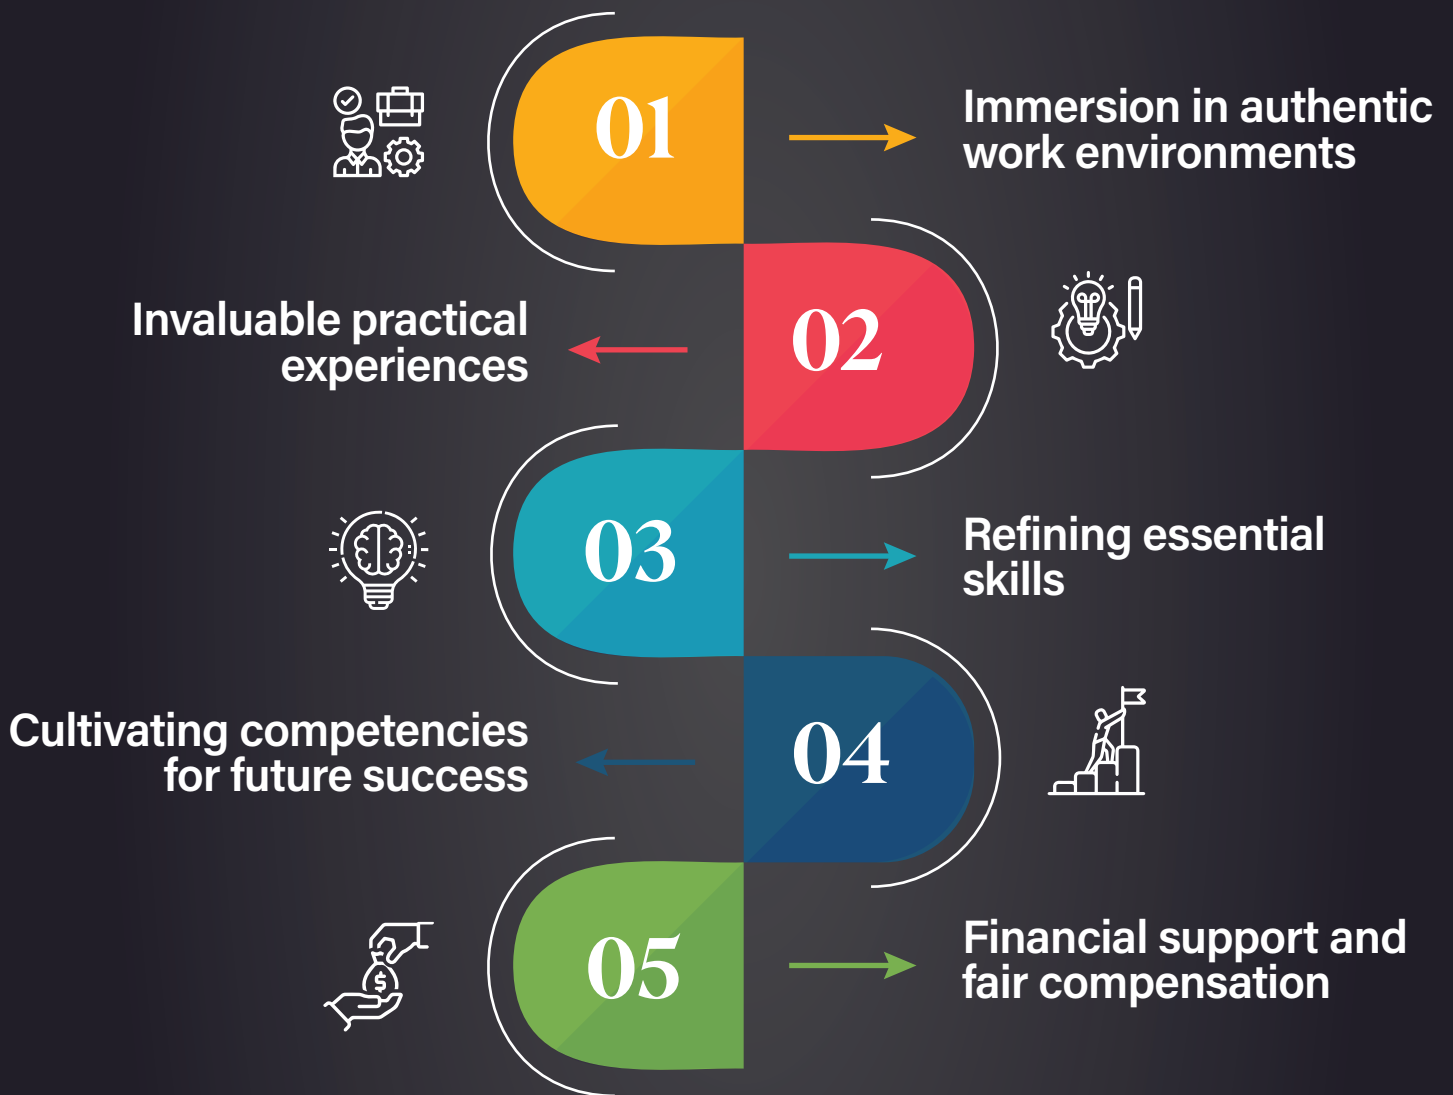 01
Immersion in authentic
work environments
02
Invaluable practical
experiences
03
Refining essential
skills
04
Cultivating competencies
for future success
05
Financial support and
fair compensation
$